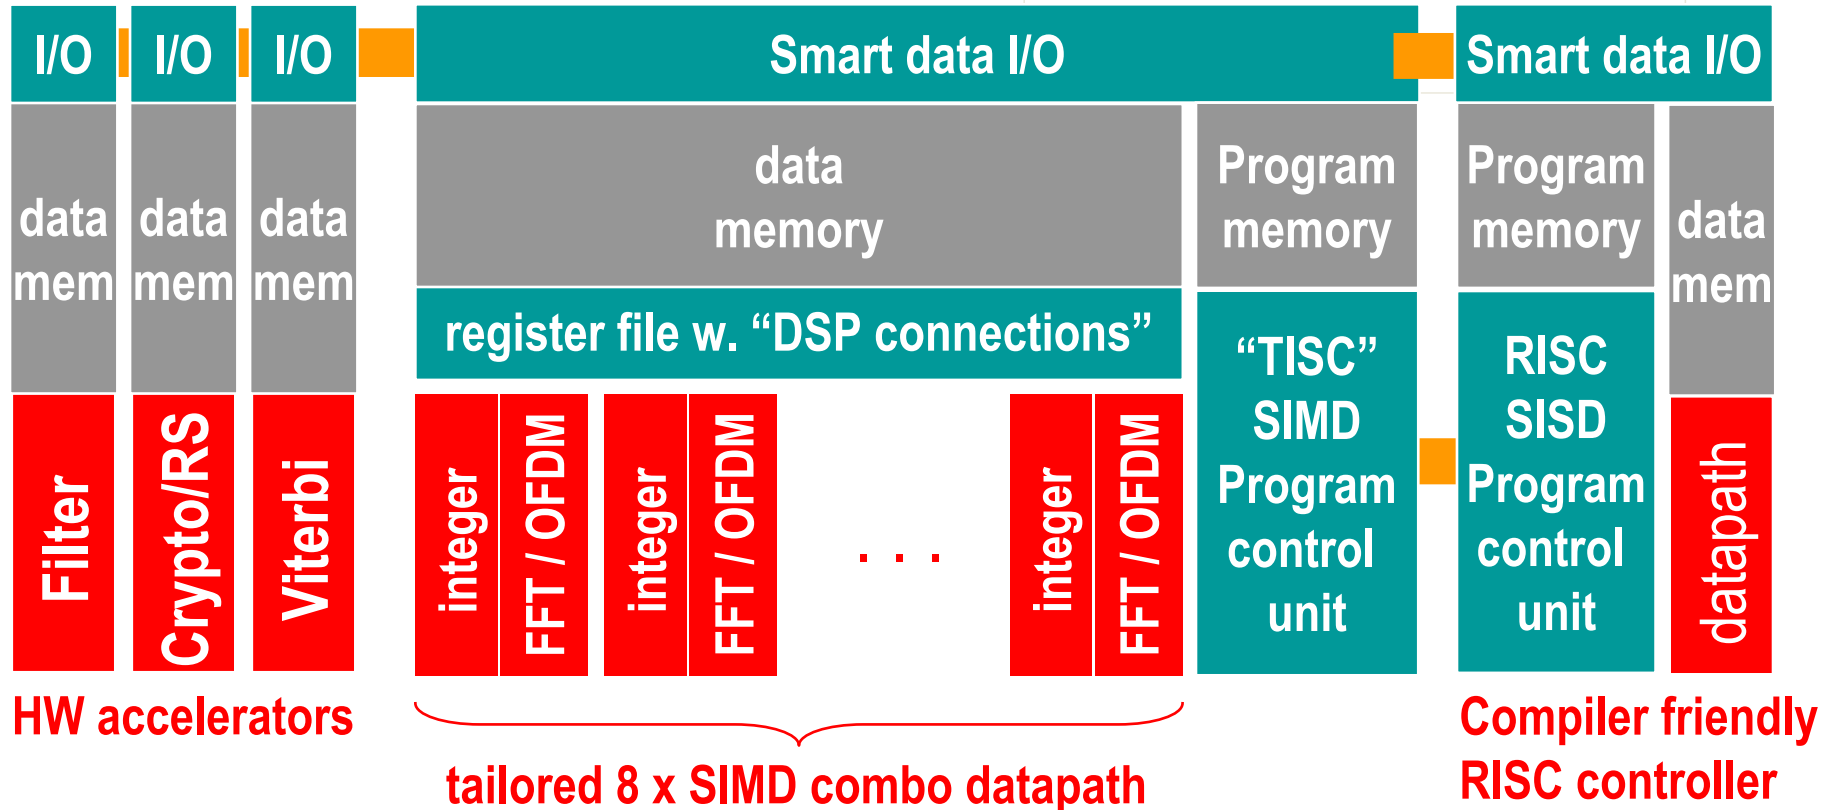 I/O
I/O
I/O
Smart data I/O
Smart data I/O
data
mem
data
mem
data
mem
data
memory
Program
memory
Program
memory
data
mem
register file w. “DSP connections”
“TISC”
SIMD
Program
control
unit
RISC
SISD
Program
control
unit
Filter
Crypto/RS
Viterbi
integer
FFT / OFDM
integer
FFT / OFDM
. . .
integer
FFT / OFDM
datapath
HW accelerators
tailored 8 x SIMD combo datapath
Compiler friendly
RISC controller